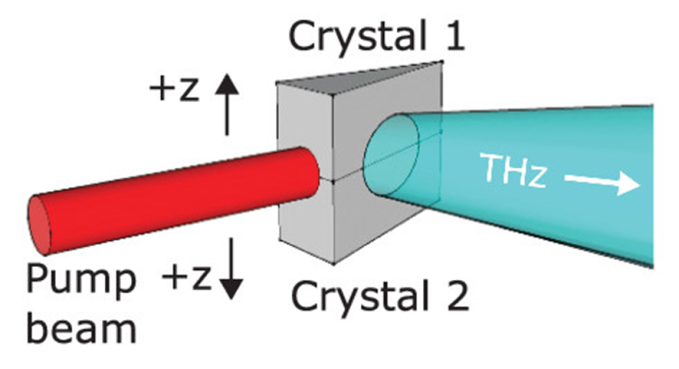 Crystal 1
+z
THz
Pump +z
beam
Crystal 2